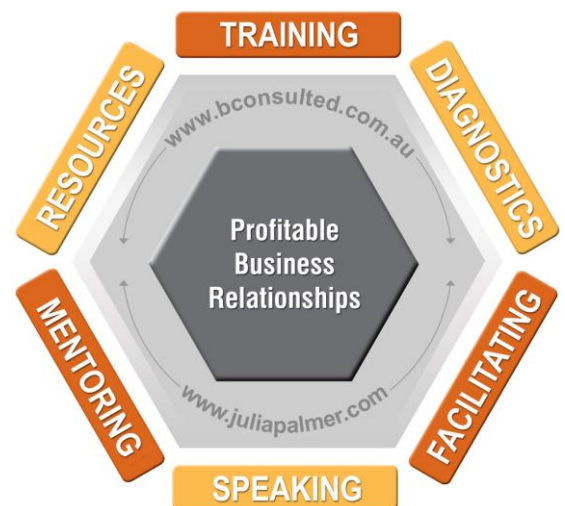 TRAINING
DIAGNOSTICS
FACILITATING
SPEAKING
MENTORING
RESOURCES
www.bconsulted.com.au
Profitable
Business
Relationships
www.juliapalmer.com